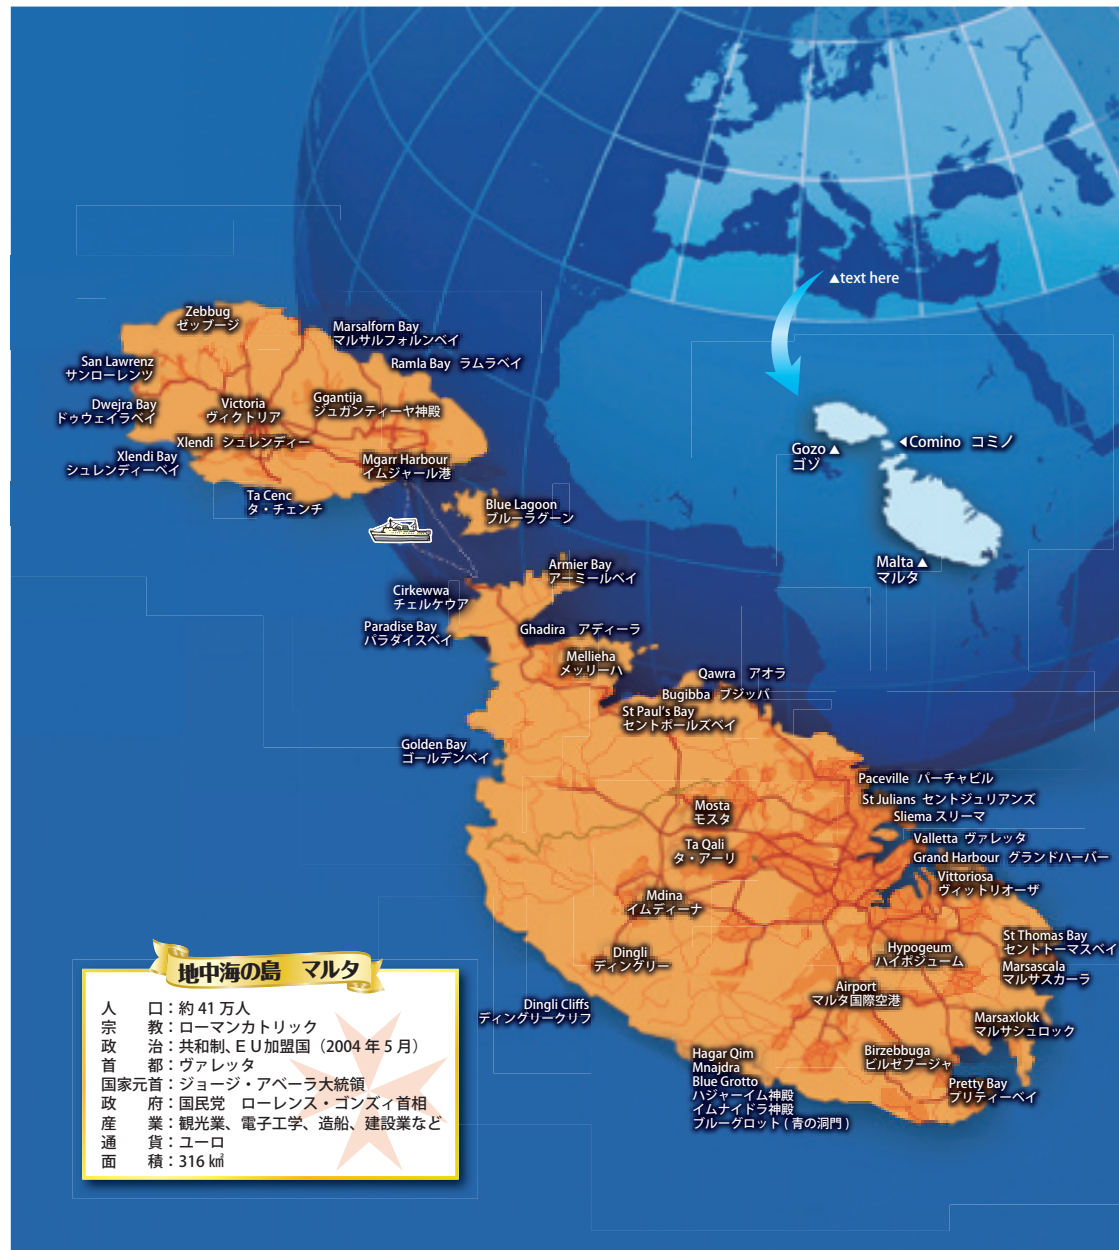 ▲text here
Zebbug
ゼッブージ
Marsalforn Bay
マルサルフォルンベイ
San Lawrenz
サンローレンツ
Ramla Bay ラムラベイ
Dwejra Bay
ドゥウェイラベイ
Victoria
ヴィクトリア
Ggantija
ジュガンティーヤ神殿
Xlendi シュレンディー
Xlendi Bay
シュレンディーベイ
Mgarr Harbour
イムジャール港
Ta Cenc
タ・チェンチ
Blue Lagoon
ブルーラグーン
Gozo▲
ゴゾ
◀Comino コミノ
Malta▲
マルタ
Armier Bay
アーミールベイ
Cirkewwa
チェルケウア
Paradise Bay
パラダイスベイ
Ghadira アディーラ
Mellieha
メッリーハ
Qawra アオラ
Bugibba ブジッバ
St Paul's Bay
セントポールズベイ
Golden Bay
ゴールデンベイ
Paceville パーチャビル
St Julians セントジュリアンズ
Sliema スリーマ
Mosta
モスタ
Valletta ヴァレッタ
Ta Qali
タ・アーリ
Grand Harbour グランドハーバー
Vittoriosa
ヴィットリオーザ
Mdina
イムディーナ
St Thomas Bay
セントトーマスベイ
Hypogeum
ハイポジューム
Dingli
ディングリー
Marsascala
マルサスカーラ
Airport
マルタ国際空港
Dingli Cliffs
ディングリークリフ
Marsaxlokk
マルサシュロック
Birzebbuga
ビルゼブージャ
Hagar Qim
Mnajdra
Blue Grotto
ハジャーイム神殿
イムナイドラ神殿
ブルーグロット ( 青の洞門 )
Pretty Bay
プリティーベイ
地中海の島 マルタ
人 口：約 41 万人
宗 教：ローマンカトリック
政 治：共和制、ＥＵ加盟国（2004 年 5 月）
首 都：ヴァレッタ
国家元首：ジョージ・アベーラ大統領
政 府：国民党 ローレンス・ゴンズィ首相
産 業：観光業、電子工学、造船、建設業など
通 貨：ユーロ
面 積：316 ㎢